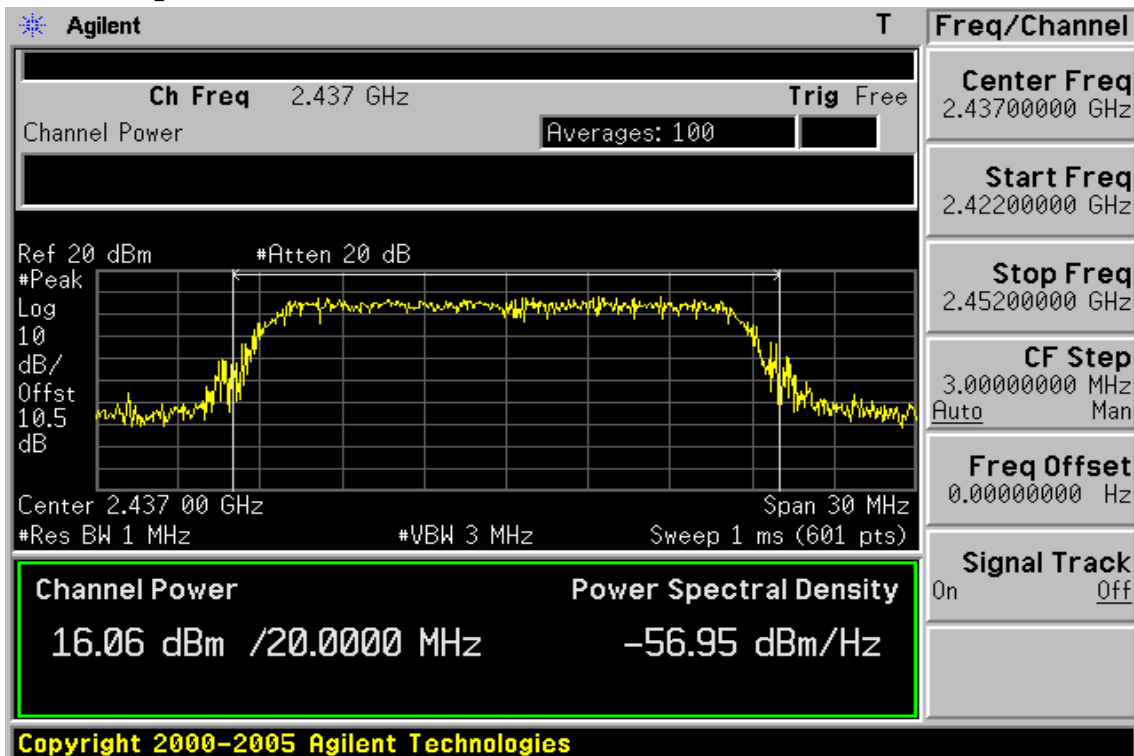 Agilent T Freq/Channel
Ch Freq 2.437 GHz Trig Free
Channel Power Averages: 100
Ref 20 dBm #Atten 20 dB
#Peak
Log
10
dB/
Offst
10.5
dB
Center 2.437 00 GHz Span 30 MHz
#Res BW 1 MHz #VBW 3 MHz Sweep 1 ms (601 pts)
Channel Power Power Spectral Density
16.06 dBm /20.0000 MHz -56.95 dBm/Hz
Center Freq
2.43700000 GHz
Start Freq
2.42200000 GHz
Stop Freq
2.45200000 GHz
CF Step
3.00000000 MHz
Auto Man
Freq Offset
0.00000000 Hz
Signal Track
On Off
Copyright 2000-2005 Agilent Technologies